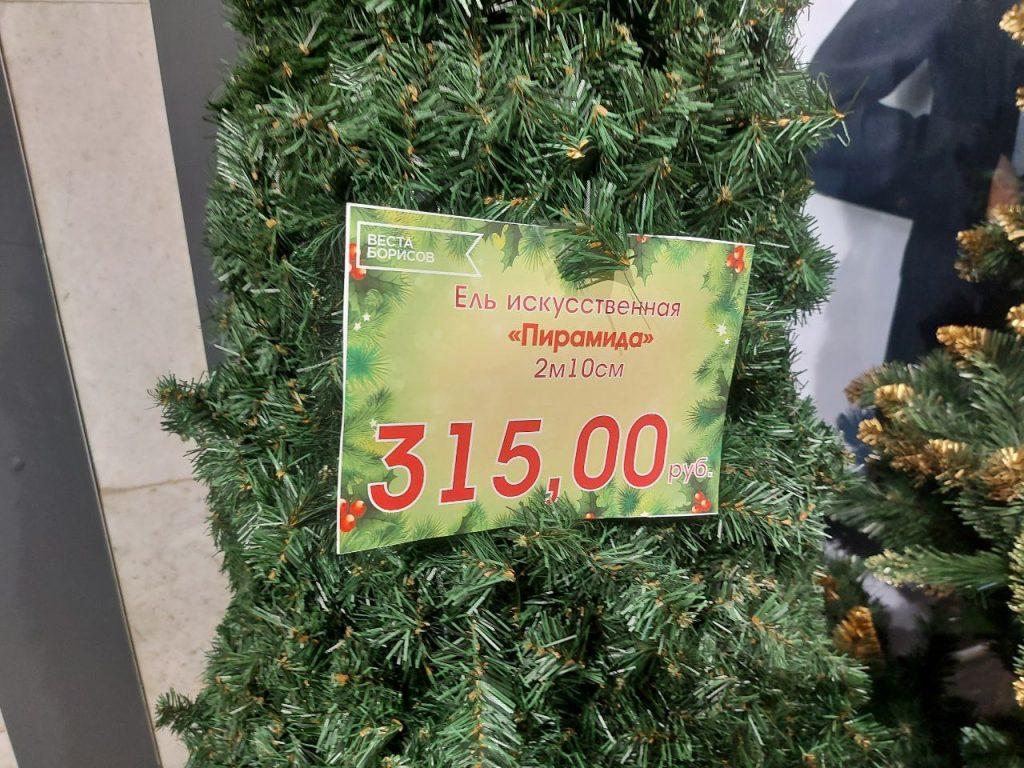 ВЕСТА
БОРИСОВ
Ель искусственная
«Пирамида»
2м10см
315,00 руб.